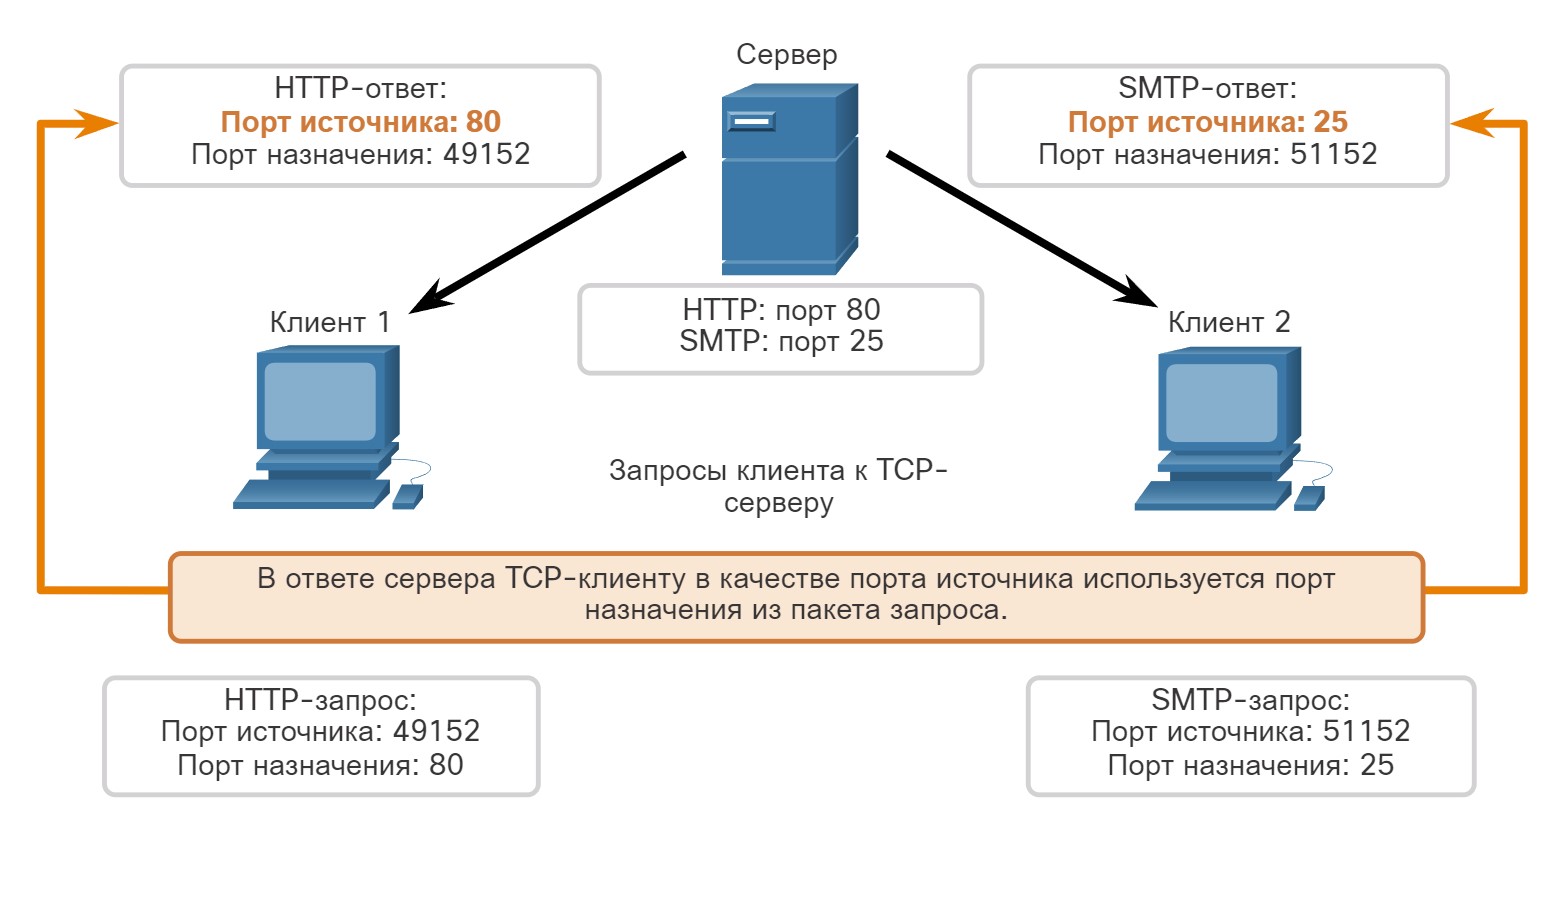 Сервер
HTTP-ответ:
Порт источника: 80
Порт назначения: 49152
SMTP-ответ:
Порт источника: 25
Порт назначения: 51152
HTTP: порт 80
SMTP: порт 25
Клиент 1
Клиент 2
Запросы клиента к TCP-
серверу
В ответе сервера TCP-клиенту в качестве порта источника используется порт
назначения из пакета запроса.
HTTP-запрос:
Порт источника: 49152
Порт назначения: 80
SMTP-запрос:
Порт источника: 51152
Порт назначения: 25